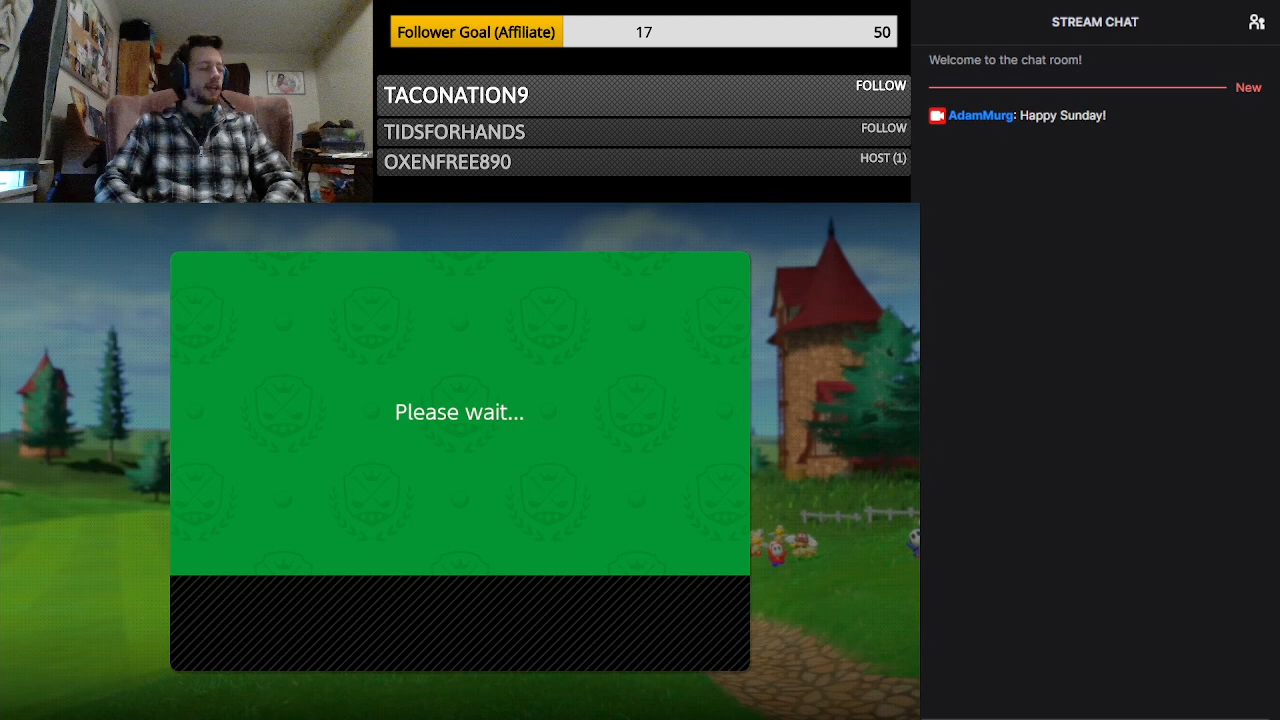 Follower Goal (Affiliate) 17 50
TACONATION9 FOLLOW
TIDSFORHANDS FOLLOW
OXENFREE890 HOST (1)
Please wait...
STREAM CHAT
Welcome to the chat room!
New
AdamMurg: Happy Sunday!